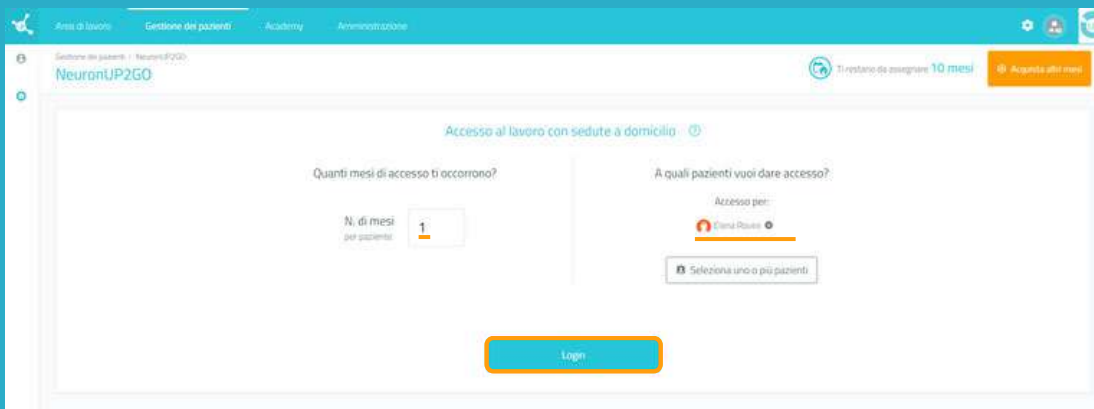 Area di lavoro Gestione dei pazienti Academy Amministrazione
Gestione dei pazienti / NeuronUP2GO
NeuronUP2GO
Ti restano da assegnare 10 mesi
Acquista altri mesi
Accesso al lavoro con sedute a domicilio
Quanti mesi di accesso ti occorrono?
N. di mesi
per paziente:
1
A quali pazienti vuoi dare accesso?
Accesso per:
Elena
Seleziona uno o più pazienti
Login